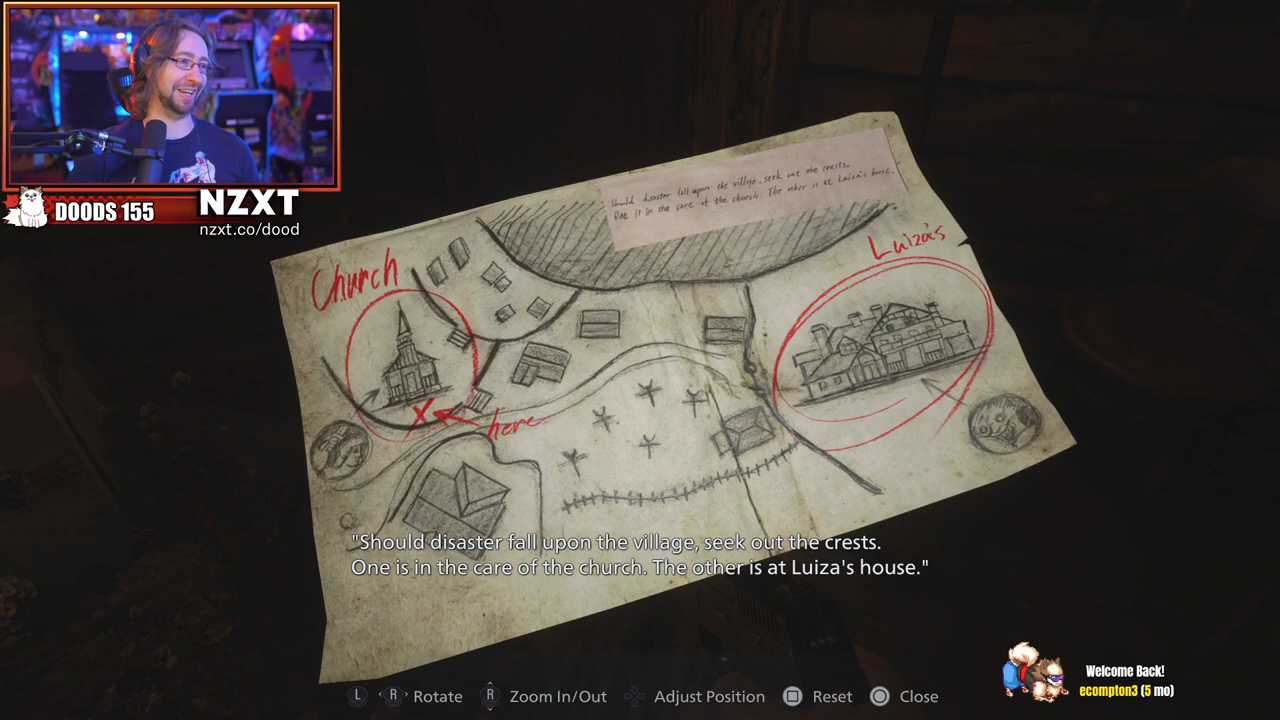 DOODS 155
NZXT
nzxt.co/dood
Should disaster fall upon the village, seek out the crests.
One is in the care of the church. The other is at Luiza's house.
Church
Luiza's
X
here
"Should disaster fall upon the village, seek out the crests.
One is in the care of the church. The other is at Luiza's house."
L R Rotate R Zoom In/Out Adjust Position Reset Close
Welcome Back!
ecompton3 (5 mo)